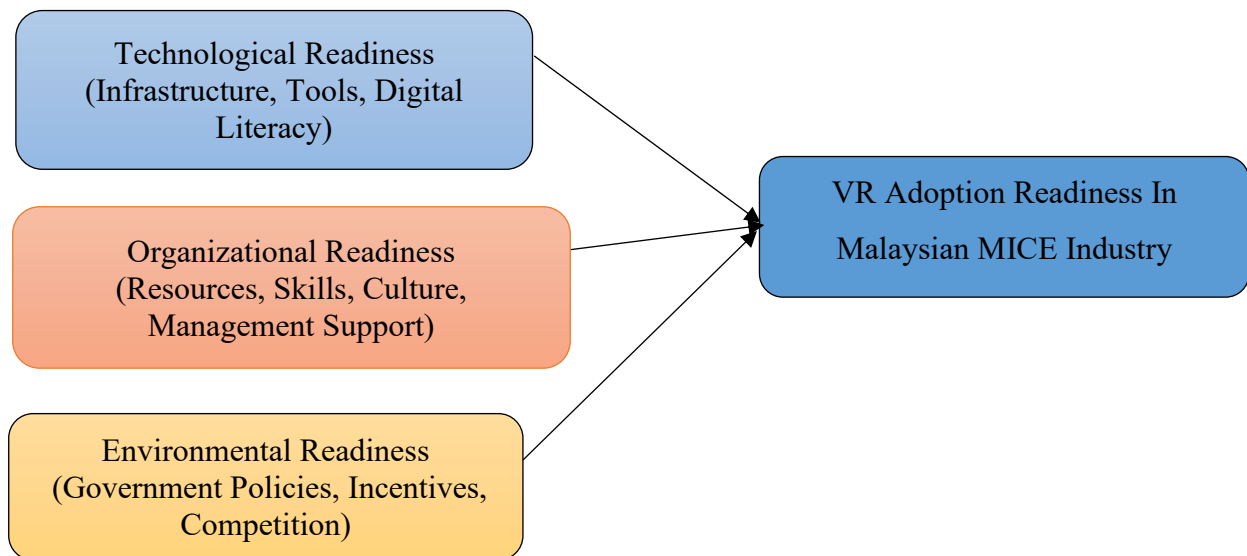 Technological Readiness
(Infrastructure, Tools, Digital
Literacy)
Organizational Readiness
(Resources, Skills, Culture,
Management Support)
Environmental Readiness
(Government Policies, Incentives,
Competition)
VR Adoption Readiness In
Malaysian MICE Industry